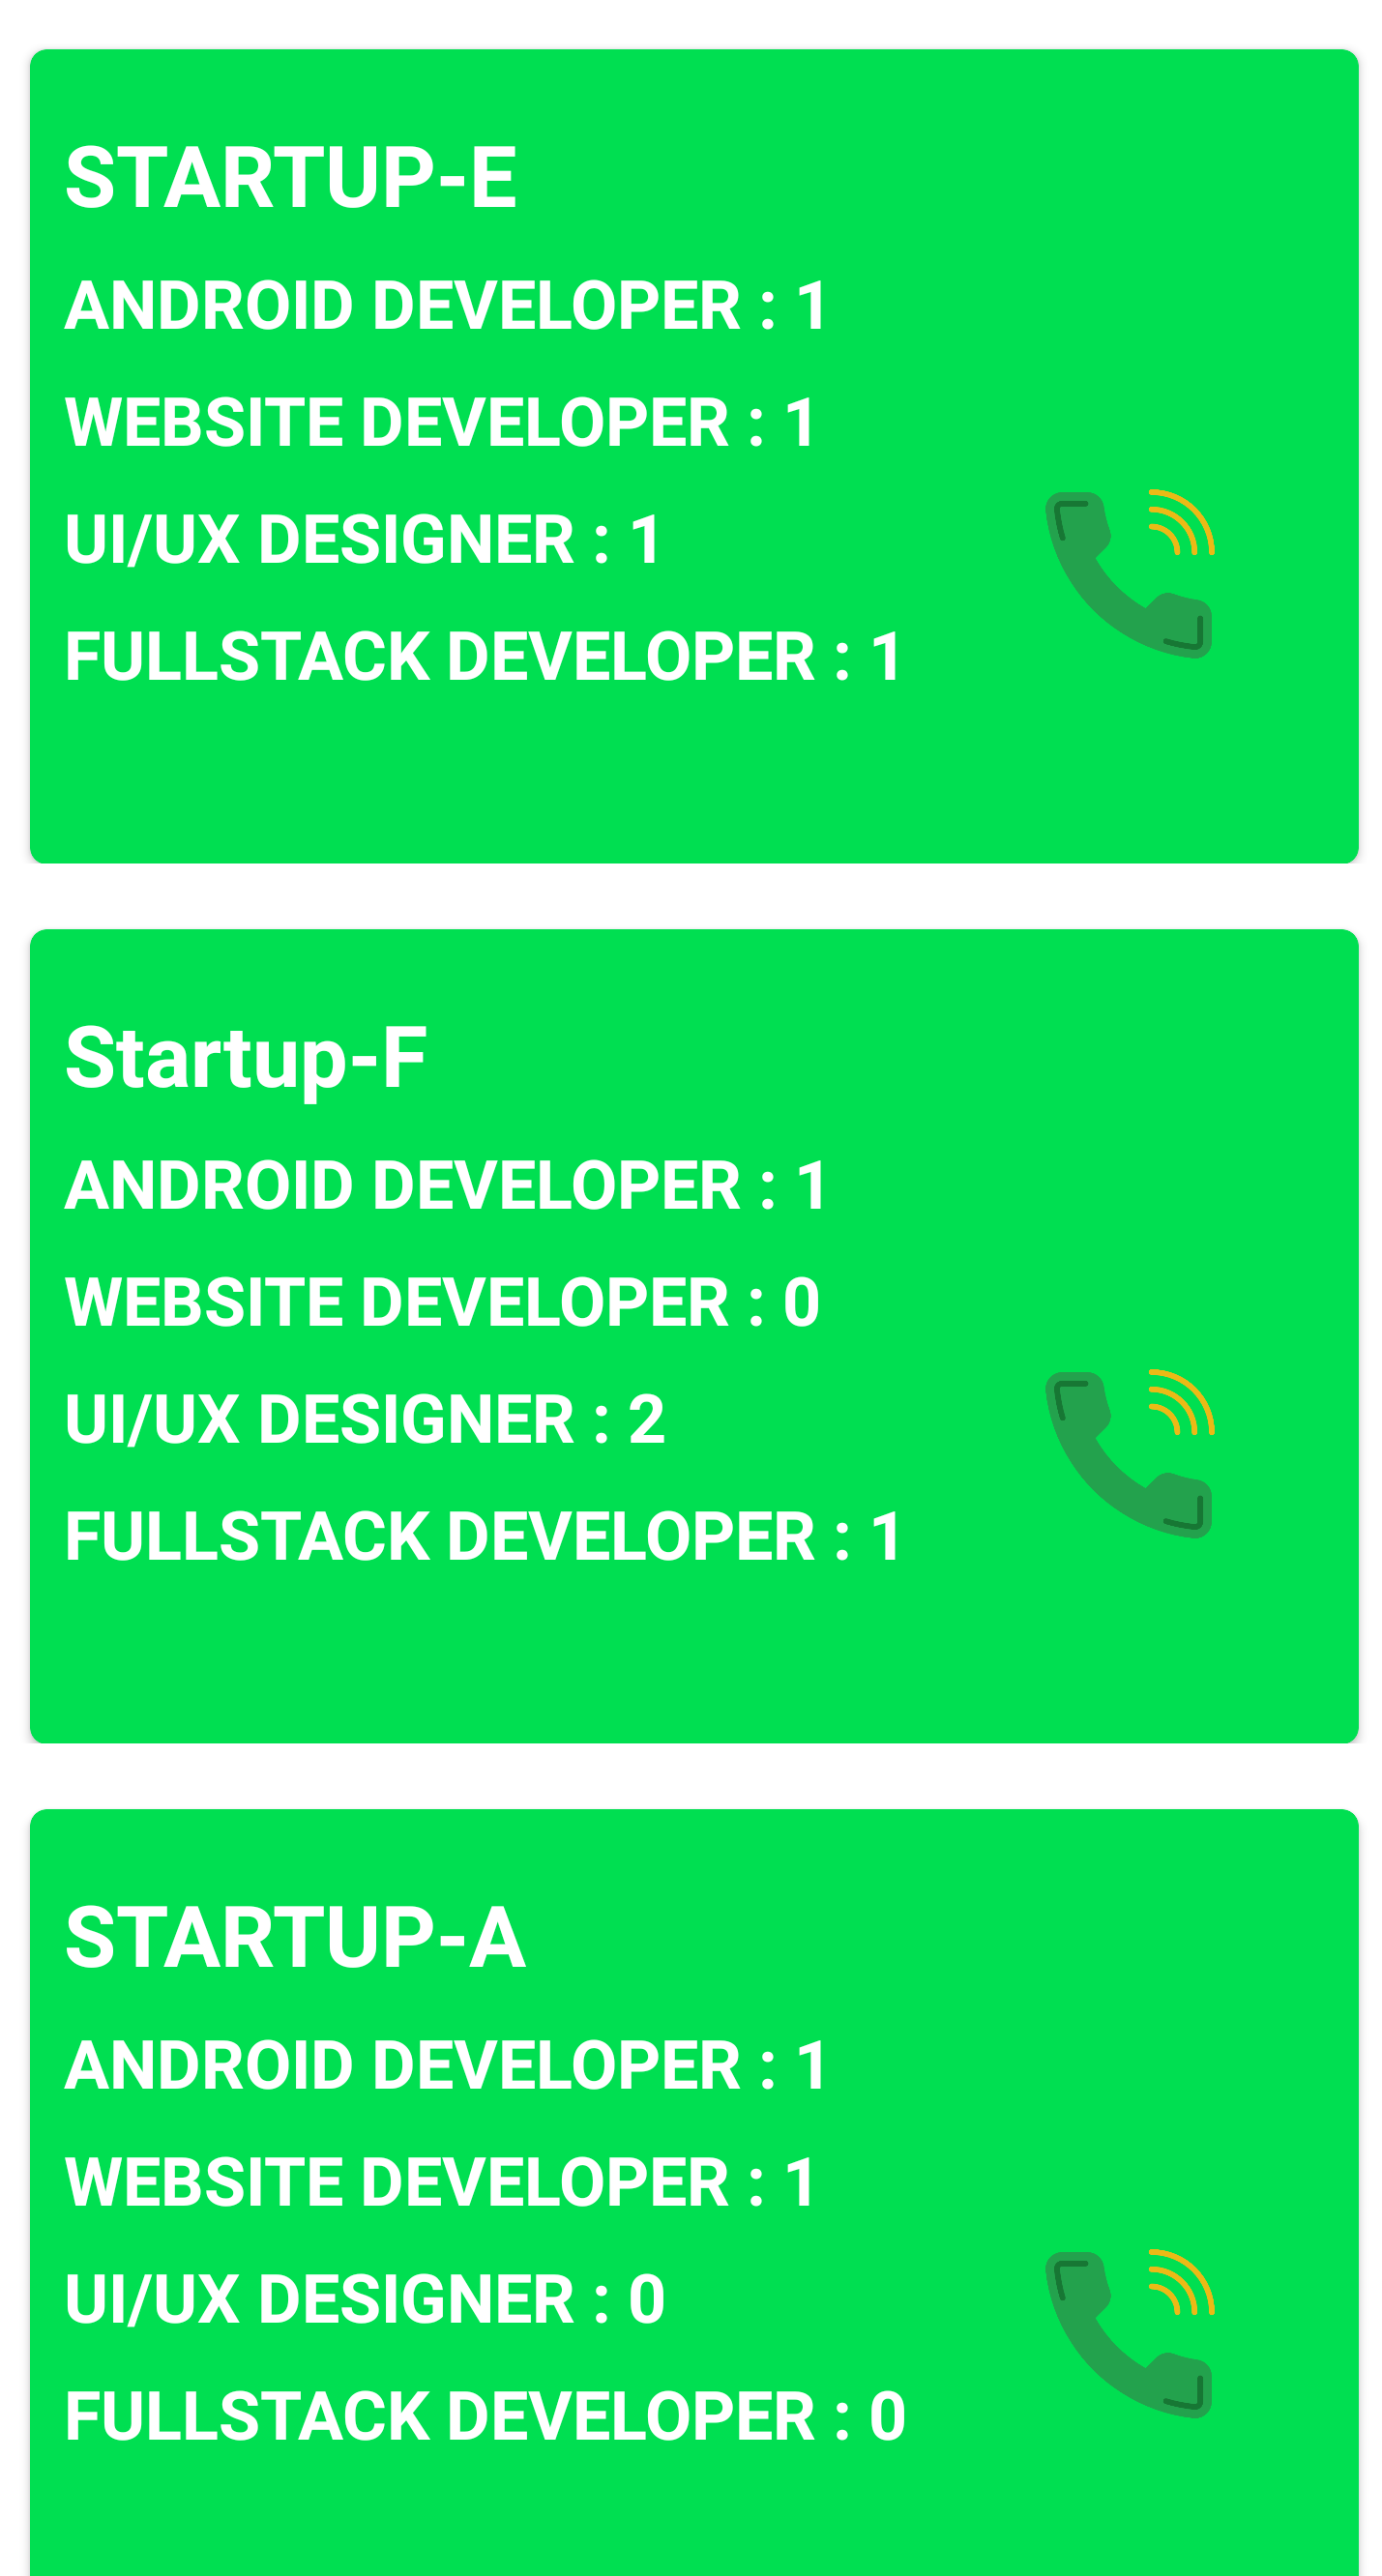 STARTUP-E
ANDROID DEVELOPER : 1
WEBSITE DEVELOPER : 1
UI/UX DESIGNER : 1
FULLSTACK DEVELOPER : 1
Startup-F
ANDROID DEVELOPER : 1
WEBSITE DEVELOPER : 0
UI/UX DESIGNER : 2
FULLSTACK DEVELOPER : 1
STARTUP-A
ANDROID DEVELOPER : 1
WEBSITE DEVELOPER : 1
UI/UX DESIGNER : 0
FULLSTACK DEVELOPER : 0